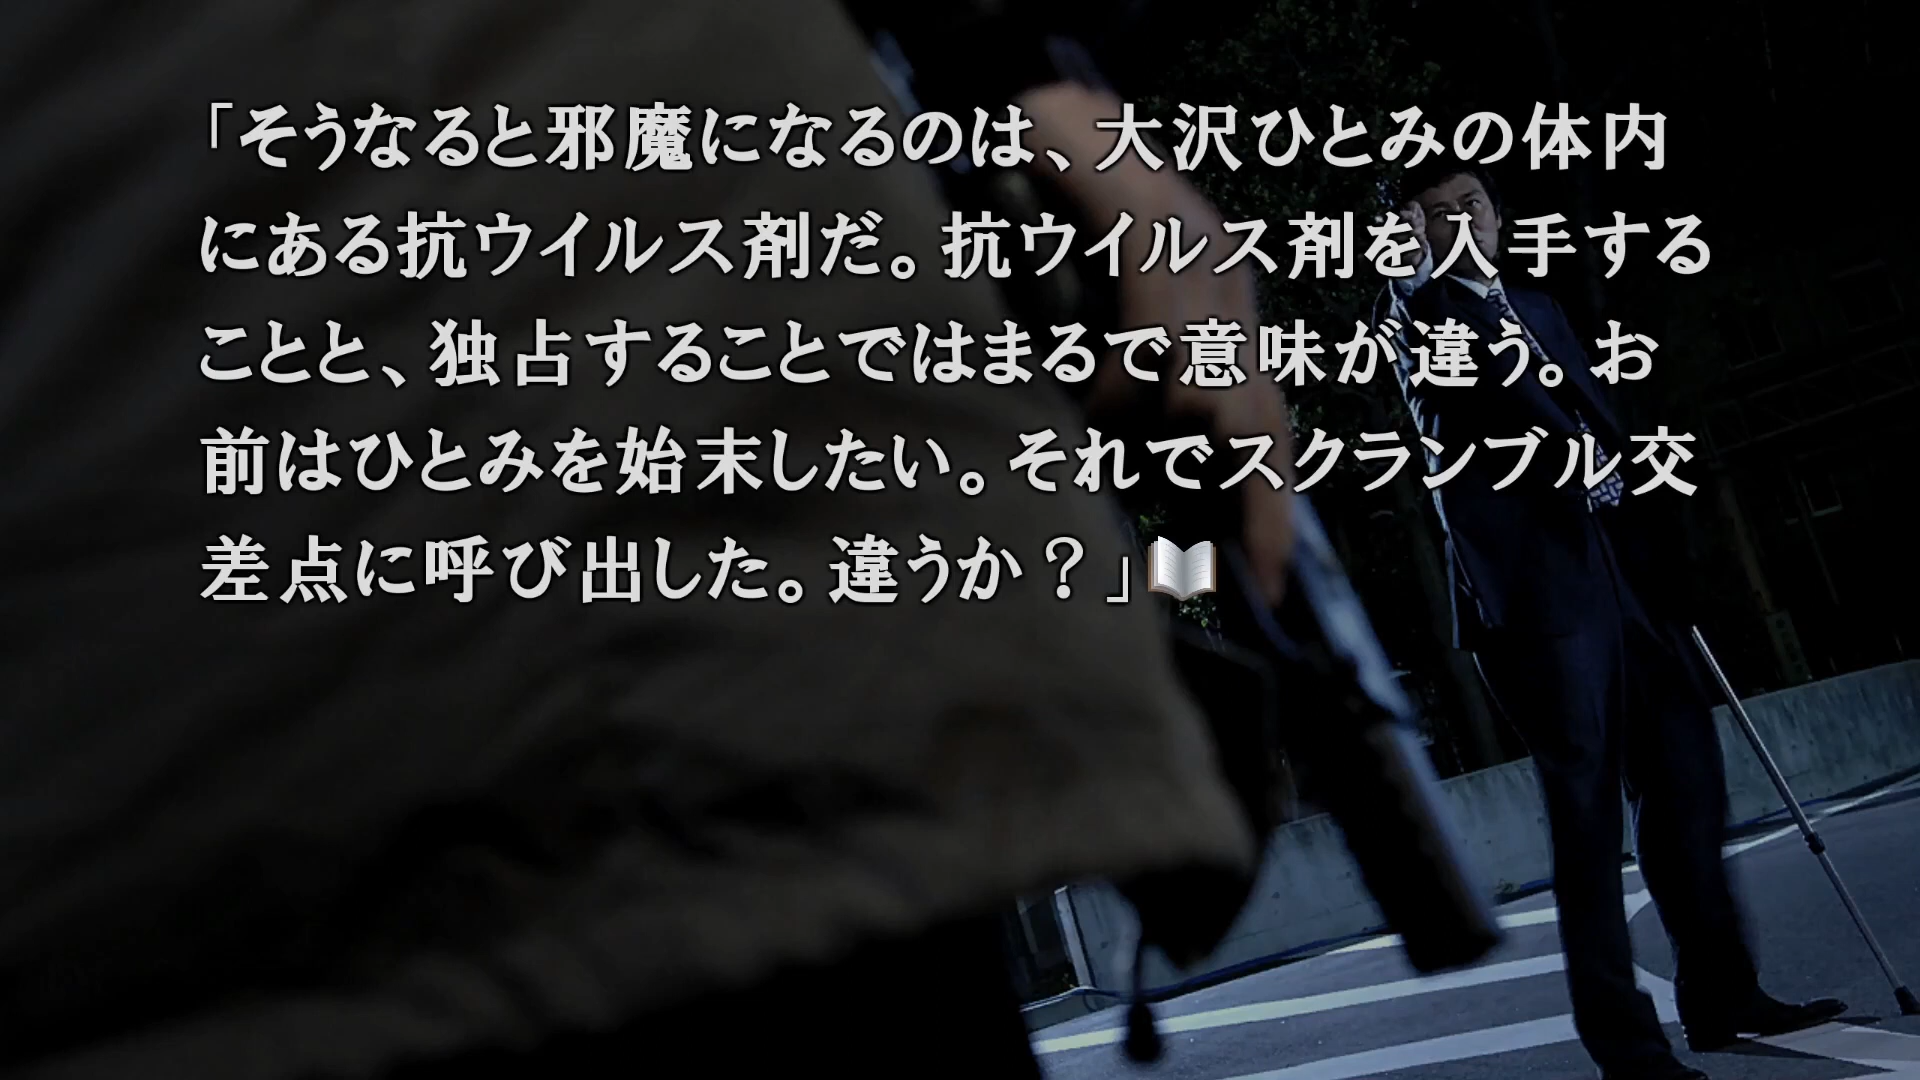 「そうなると邪魔になるのは、大沢ひとみの体内
にある抗ウイルス剤だ。抗ウイルス剤を入手する
ことと、独占することではまるで意味が違う。お
前はひとみを始末したい。それでスクランブル交
差点に呼び出した。違うか？」